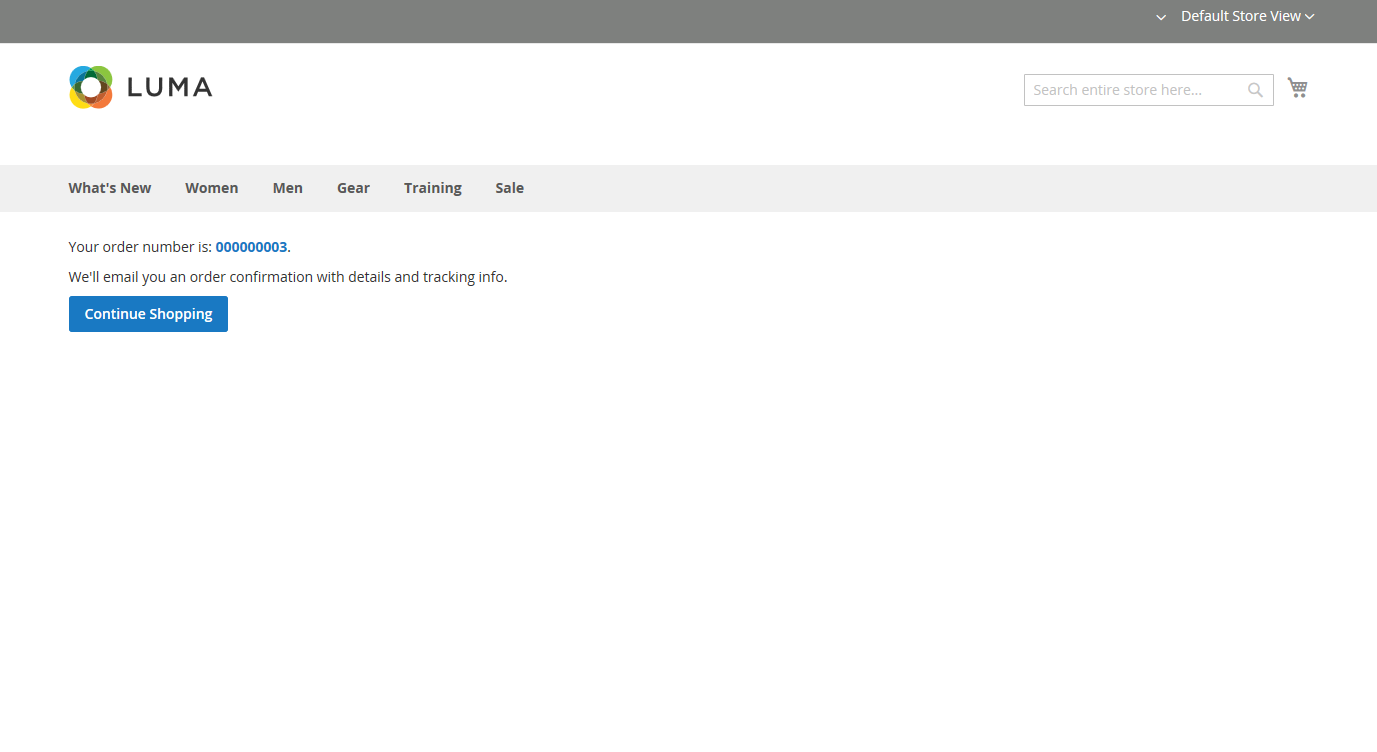 Default Store View
LUMA
Search entire store here...
What's New Women Men Gear Training Sale
Your order number is: 000000003.
We'll email you an order confirmation with details and tracking info.
Continue Shopping